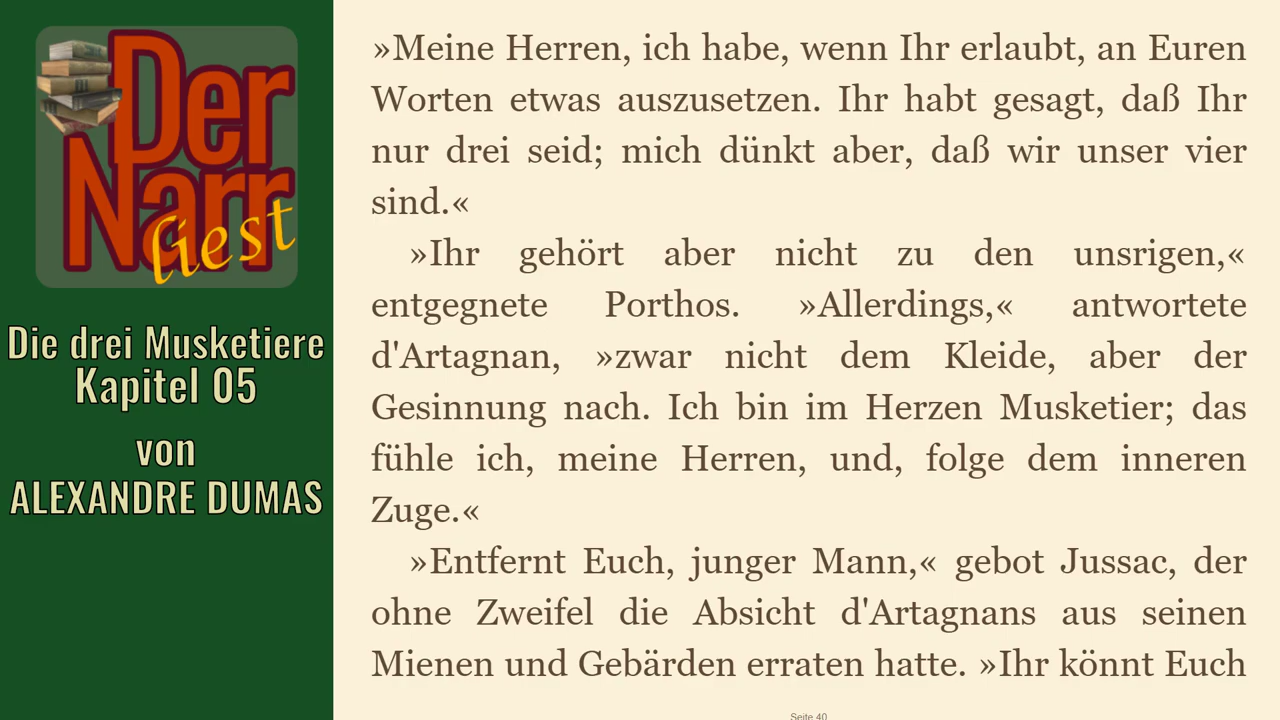 Der
Narr
liest
Die drei Musketiere
Kapitel 05
von
ALEXANDRE DUMAS
»Meine Herren, ich habe, wenn Ihr erlaubt, an Euren
Worten etwas auszusetzen. Ihr habt gesagt, daß Ihr
nur drei seid; mich dünkt aber, daß wir unser vier
sind.«
»Ihr gehört aber nicht zu den unsrigen,«
entgegnete Porthos. »Allerdings,« antwortete
d'Artagnan, »zwar nicht dem Kleide, aber der
Gesinnung nach. Ich bin im Herzen Musketier; das
fühle ich, meine Herren, und, folge dem inneren
Zuge.«
»Entfernt Euch, junger Mann,« gebot Jussac, der
ohne Zweifel die Absicht d'Artagnans aus seinen
Mienen und Gebärden erraten hatte. »Ihr könnt Euch
Seite 40